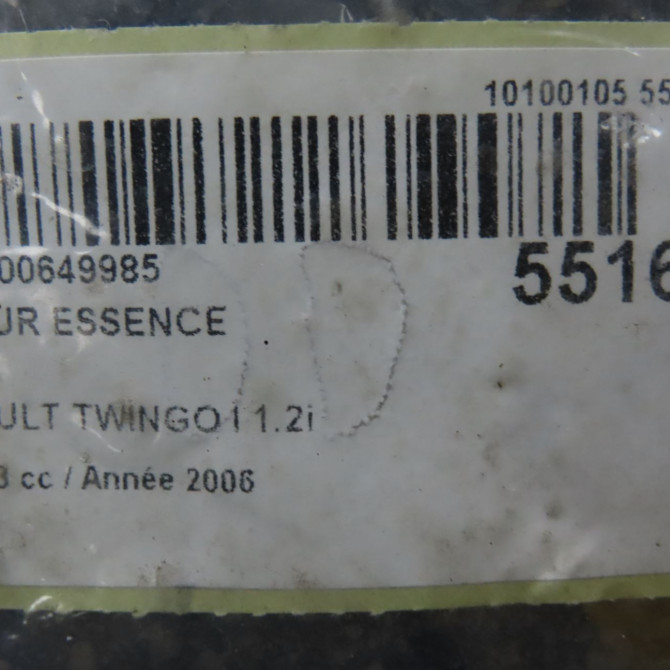 10100105 55
00649985
5516
UR ESSENCE
ULT TWINGO I 1.2i
3 cc / Année 2006